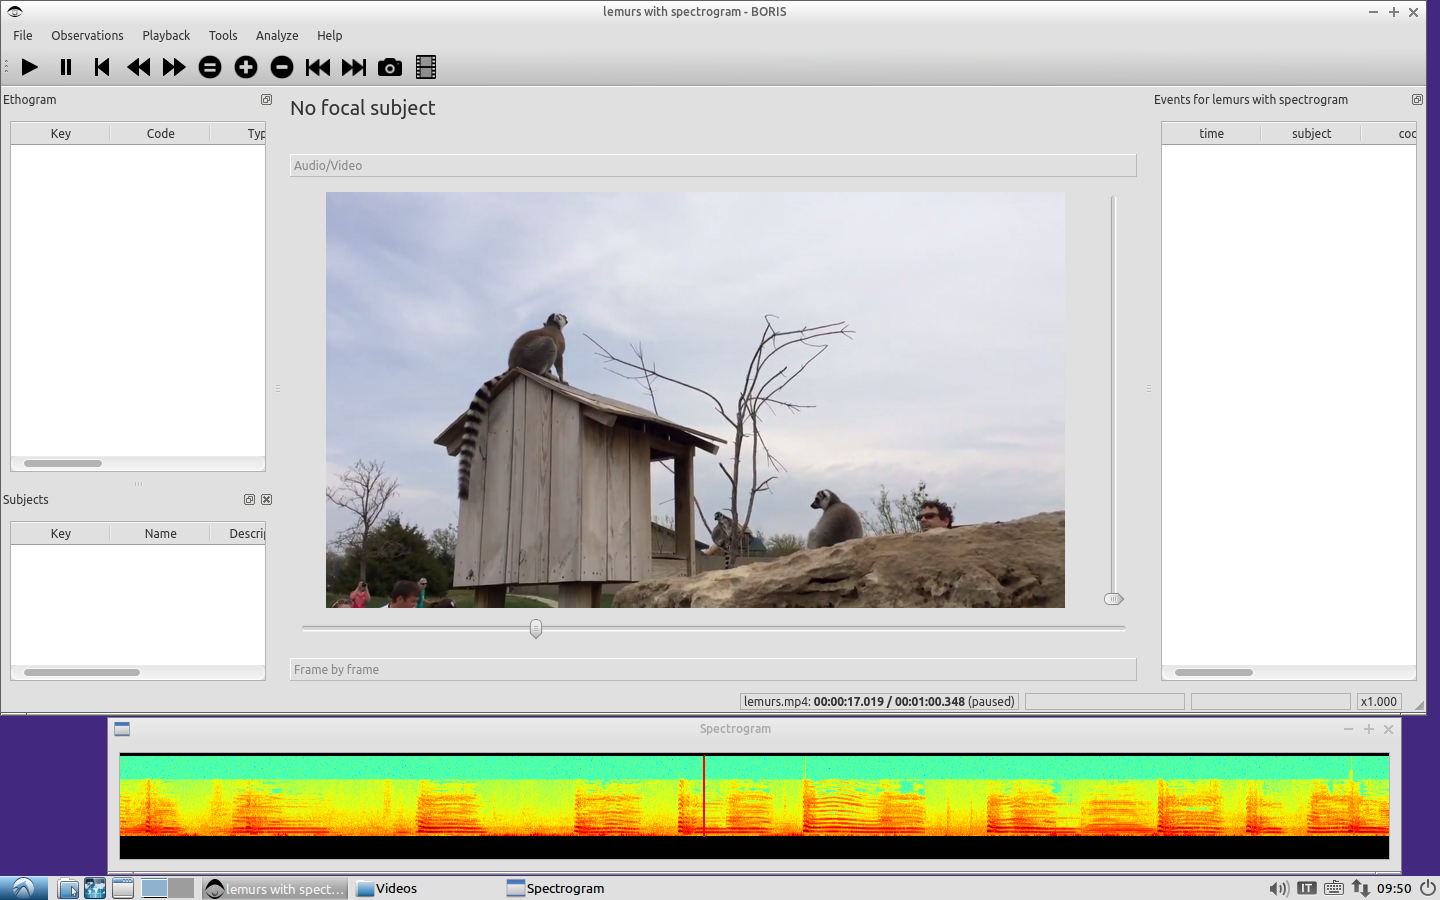 lemurs with spectrogram - BORIS
File Observations Playback Tools Analyze Help
Ethogram
Key Code Typ
No focal subject
Audio/Video
Events for lemurs with spectrogram
time subject coc
Subjects
Key Name Descrip
Frame by frame
lemurs.mp4: 00:00:17.019 / 00:01:00.348 (paused)
x1.000
Spectrogram
lemurs with spect...
Videos
Spectrogram
IT
09:50